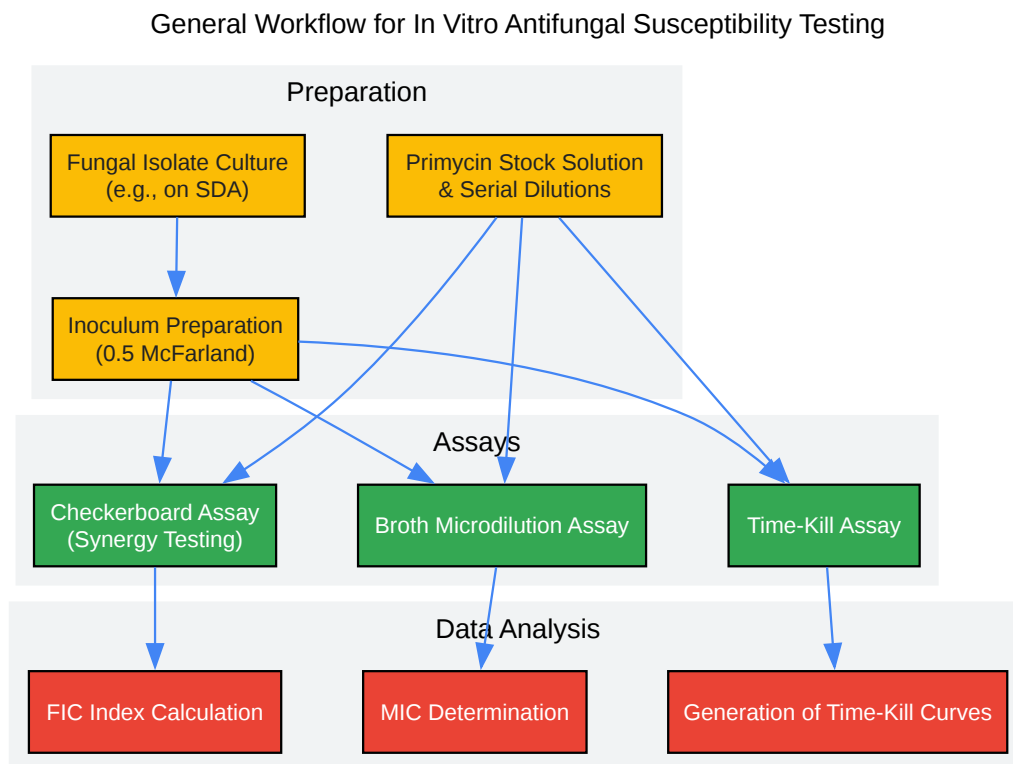 General Workflow for In Vitro Antifungal Susceptibility Testing
Preparation
Fungal Isolate Culture
(e.g., on SDA)
Primycin Stock Solution
& Serial Dilutions
Inoculum Preparation
(0.5 McFarland)
Assays
Checkerboard Assay
(Synergy Testing)
Broth Microdilution Assay
Time-Kill Assay
Data Analysis
FIC Index Calculation
MIC Determination
Generation of Time-Kill Curves